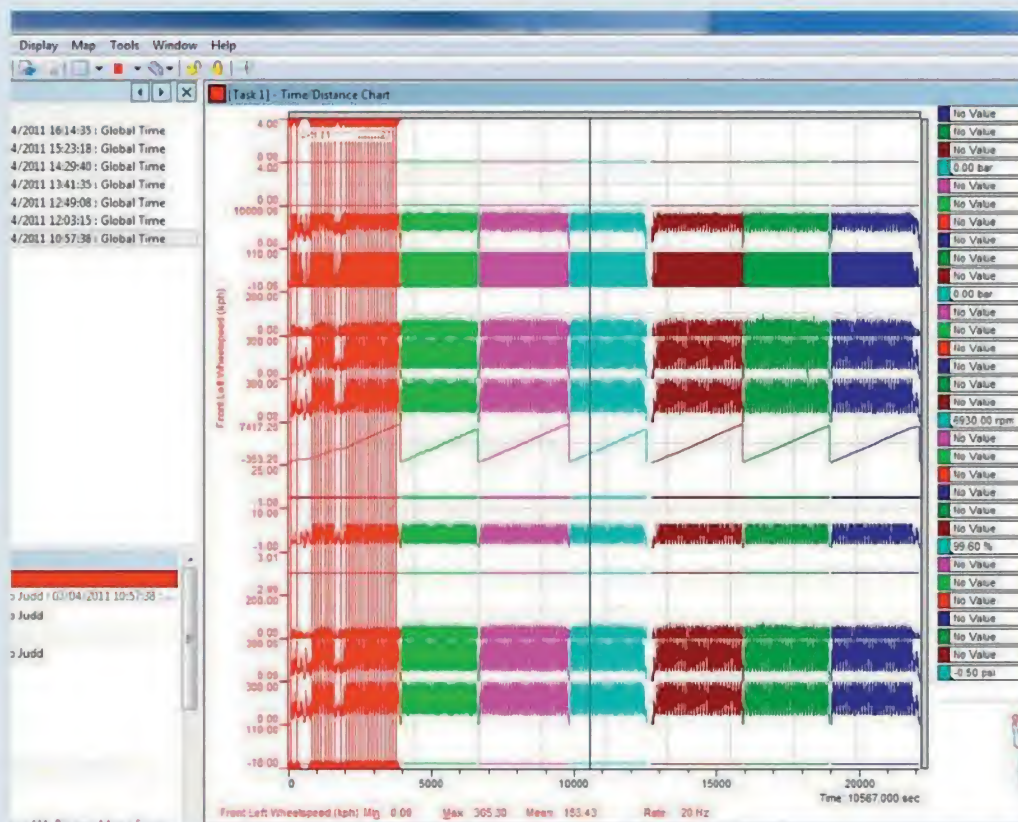 Display Map Tools Window Help
[Task 1] - Time/Distance Chart
4/2011 16:14:35 : Global Time
4/2011 15:23:18 : Global Time
4/2011 14:29:40 : Global Time
4/2011 13:41:35 : Global Time
4/2011 12:49:08 : Global Time
4/2011 12:03:15 : Global Time
4/2011 10:57:38 : Global Time
o Judd : 03/04/2011 10:57:38 :
o Judd
o Judd
Front Left Wheelspeed (kph)
4.00
0.00
4.00
0.00
10000.00
0.00
110.00
-10.00
200.00
0.00
300.00
0.00
300.00
0.00
7417.20
-353.20
25.00
-1.00
10.00
-1.00
3.01
2.99
200.00
0.00
300.00
0.00
300.00
0.00
110.00
-10.00
0 5000 10000 15000 20000
Time: 10567.000 sec
Front Left Wheelspeed (kph) Min 0.00 Max 305.30 Mean 153.43 Rate 20 Hz
No Value
No Value
No Value
0.00 bar
No Value
No Value
No Value
No Value
No Value
No Value
0.00 bar
No Value
No Value
No Value
No Value
No Value
No Value
6930.00 rpm
No Value
No Value
No Value
No Value
No Value
No Value
99.60 %
No Value
No Value
No Value
No Value
No Value
No Value
-0.50 psi